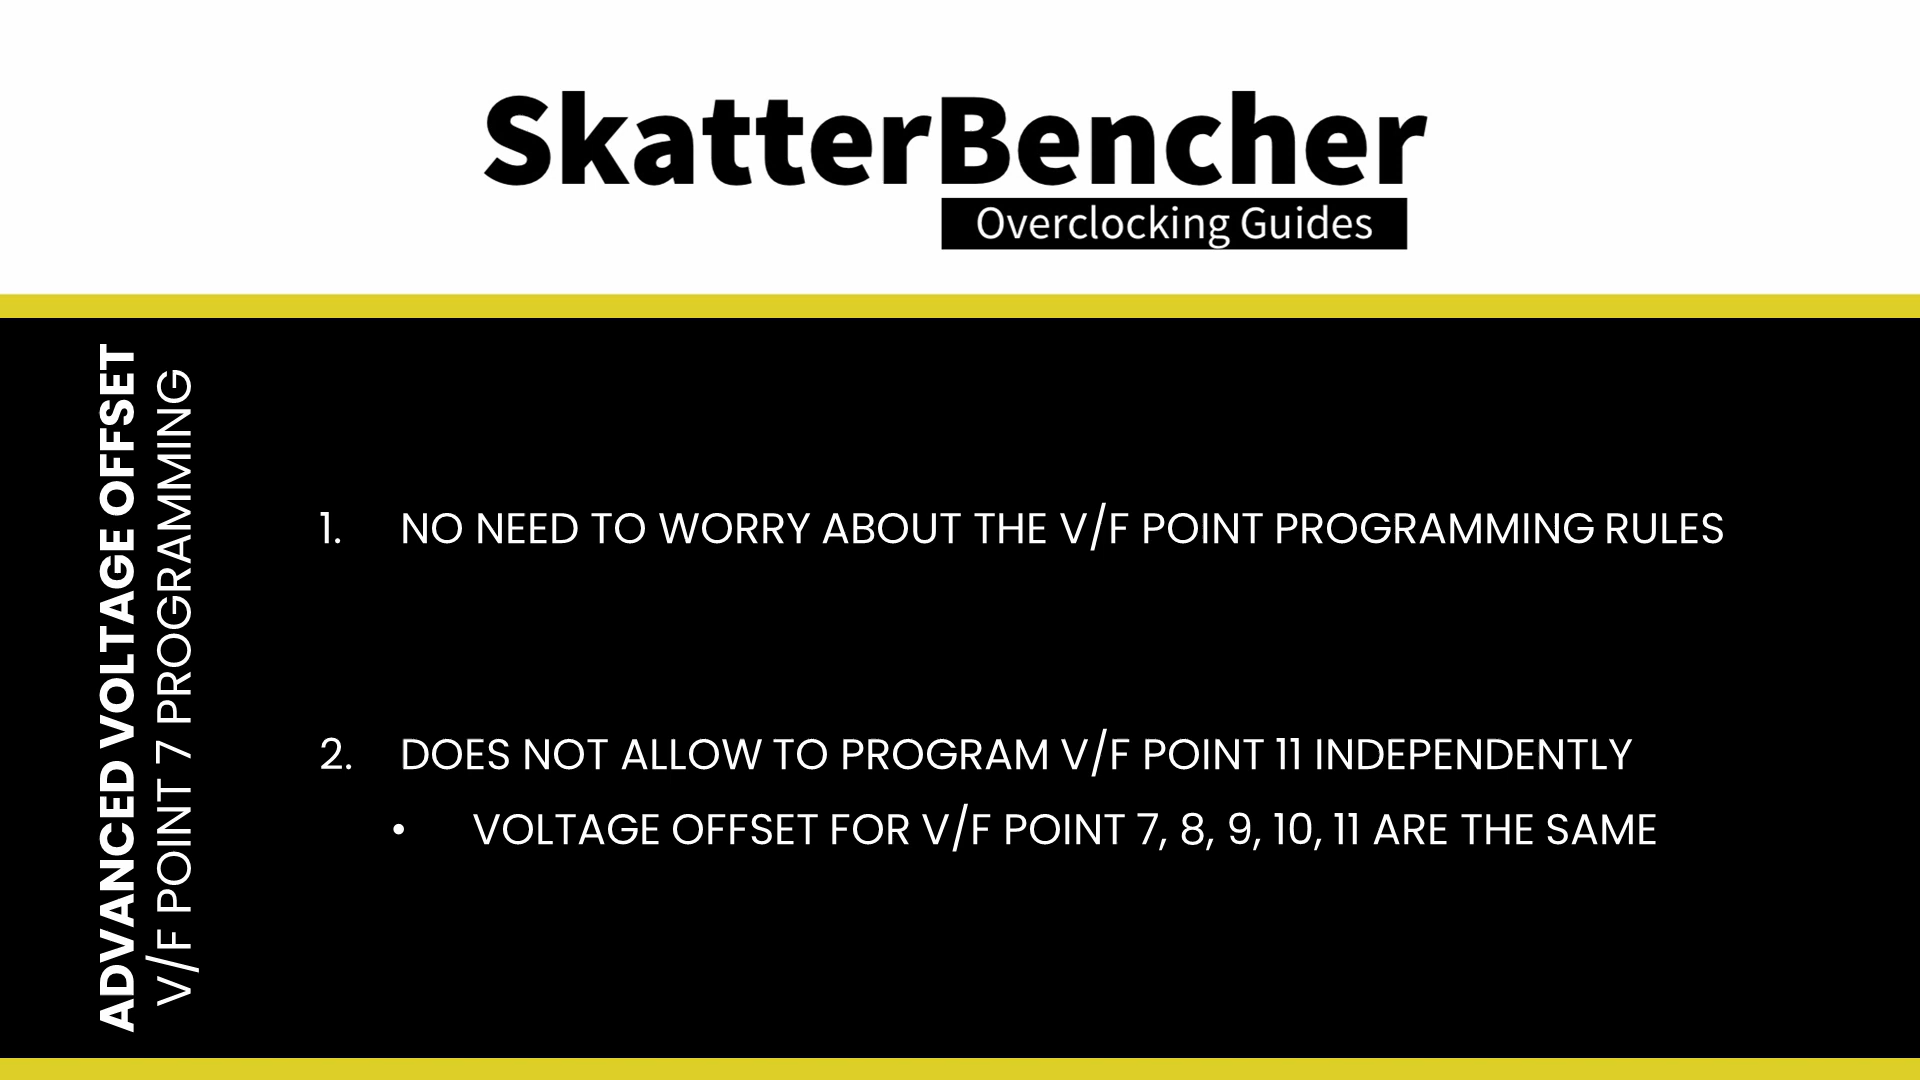 SkatterBencher
Overclocking Guides
ADVANCED VOLTAGE OFFSET
V/F POINT 7 PROGRAMMING
1. NO NEED TO WORRY ABOUT THE V/F POINT PROGRAMMING RULES
2. DOES NOT ALLOW TO PROGRAM V/F POINT 11 INDEPENDENTLY
• VOLTAGE OFFSET FOR V/F POINT 7, 8, 9, 10, 11 ARE THE SAME